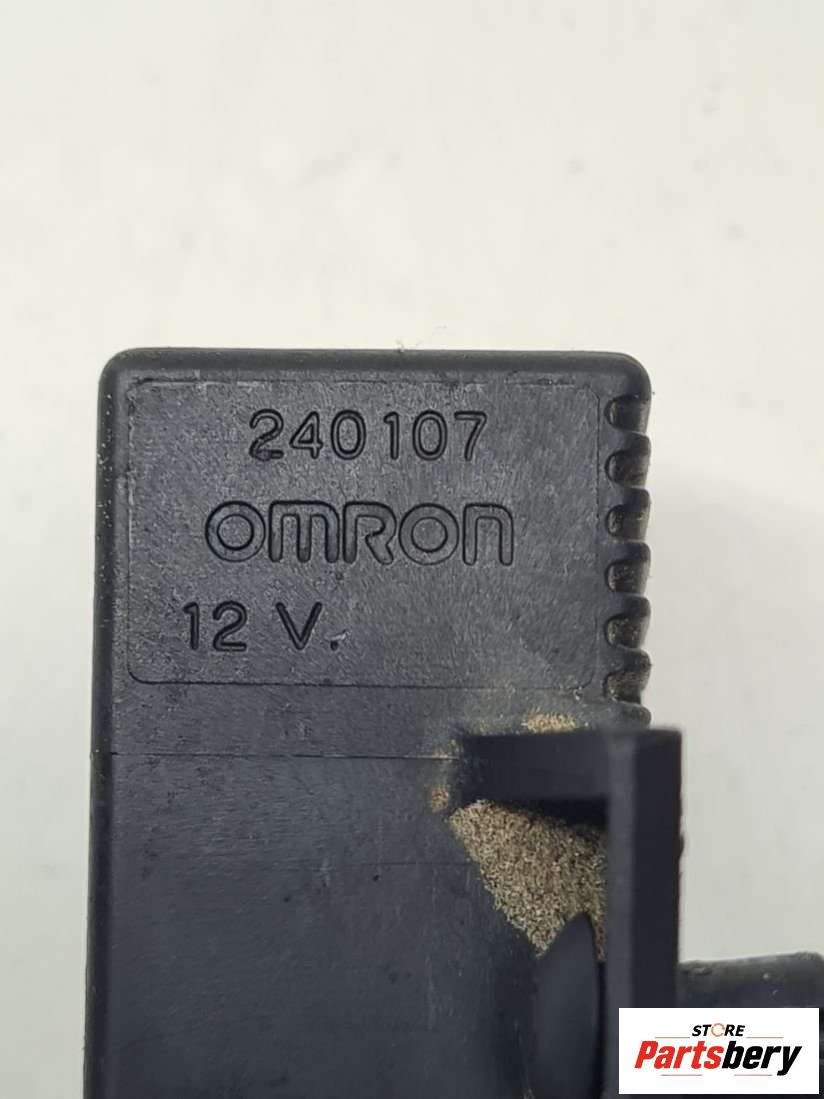 240107
OMRON
12 V.
STORE
Partsbery